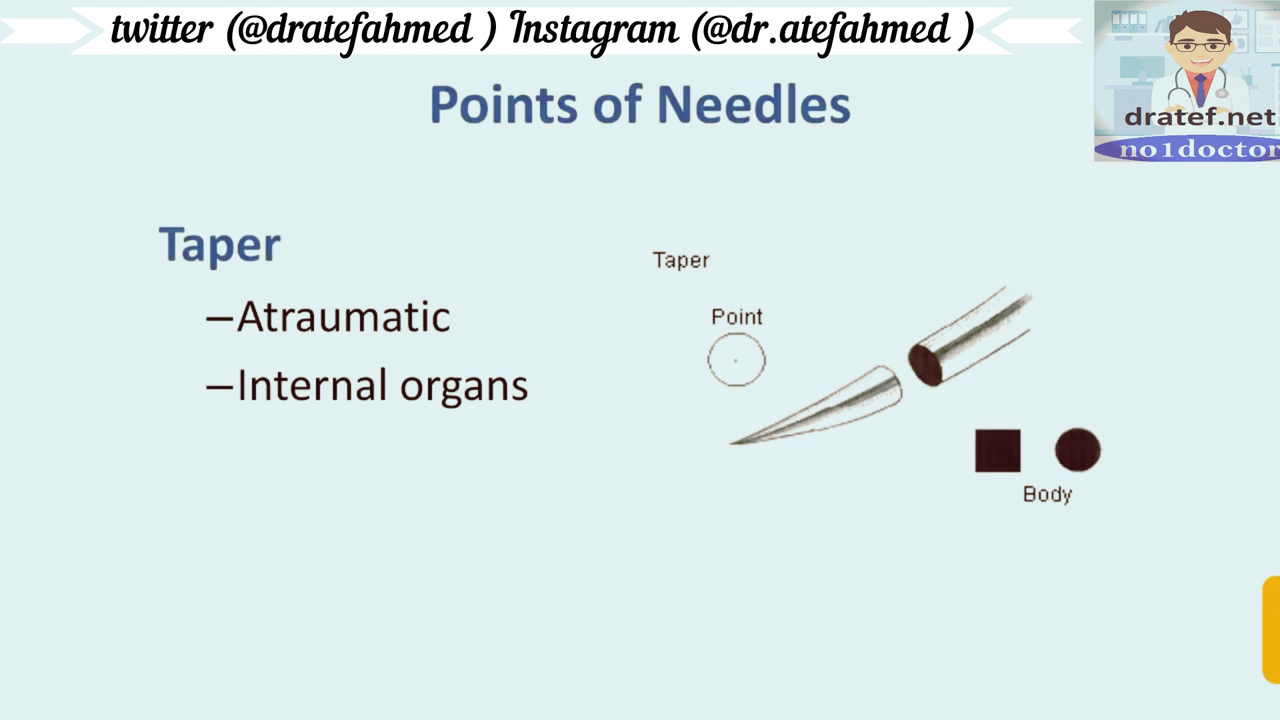 twitter (@dratefahmed ) Instagram (@dr.atefahmed )
dratef.net
no1doctor
Points of Needles
Taper
–Atraumatic
–Internal organs
Taper
Point
Body